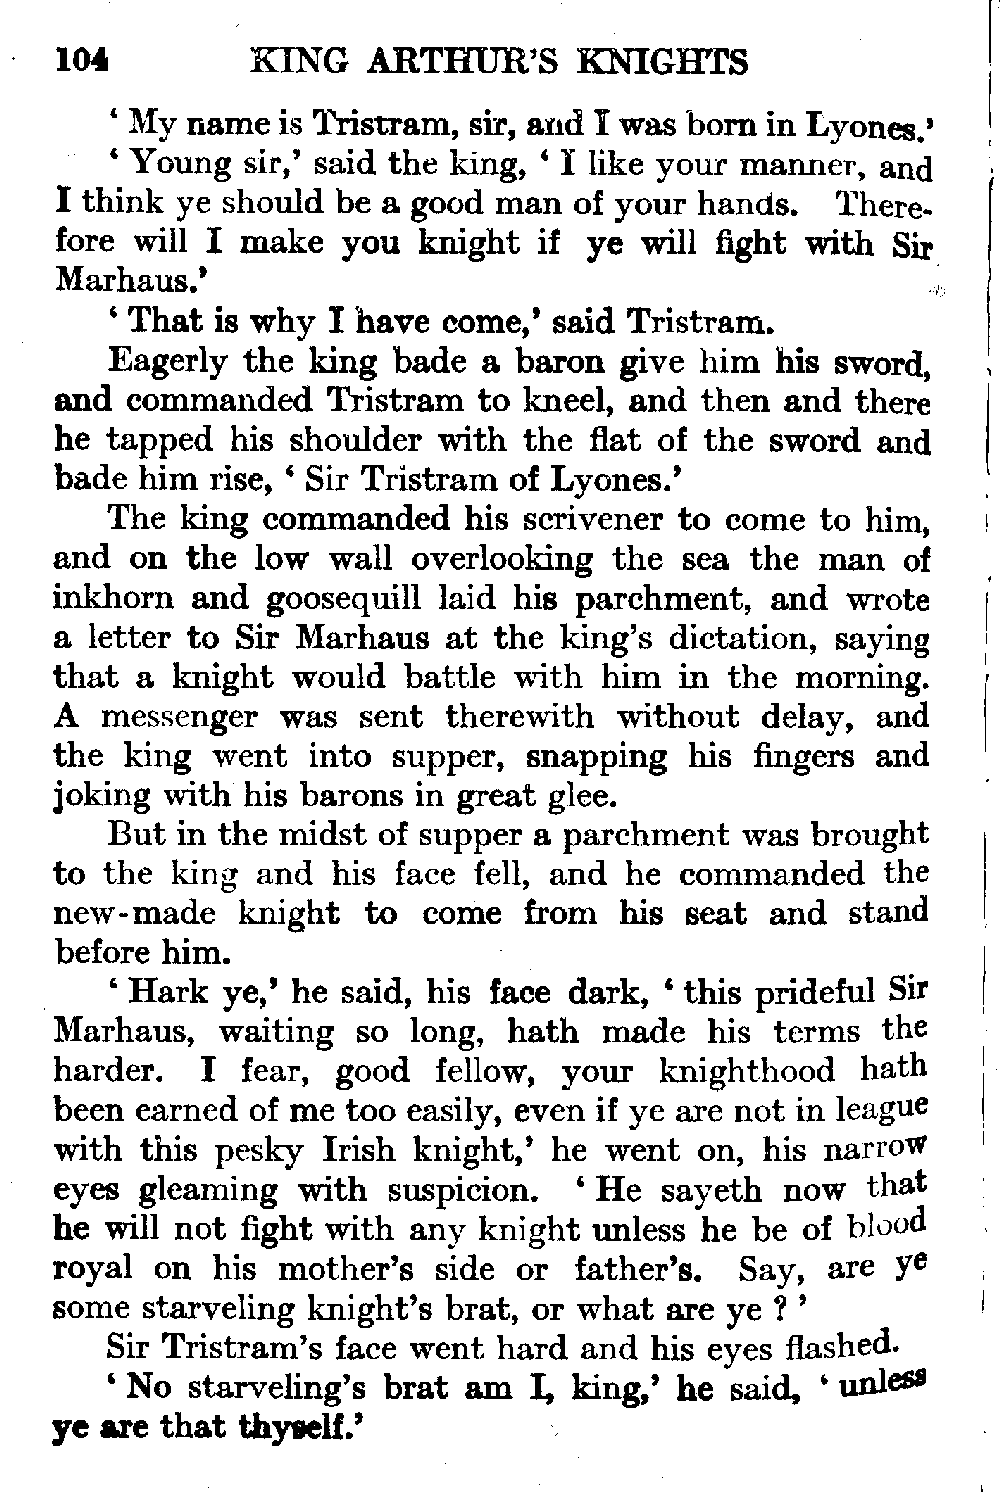 104 KING ARTHUR'S KNIGHTS
‘ My name is Tristram, sir, and I was born in Lyones.’
‘ Young sir,’ said the king, ‘ I like your manner, and
I think ye should be a good man of your hands. There-
fore will I make you knight if ye will fight with Sir
Marhaus.’
‘ That is why I have come,’ said Tristram.
Eagerly the king bade a baron give him his sword,
and commanded Tristram to kneel, and then and there
he tapped his shoulder with the flat of the sword and
bade him rise, ‘ Sir Tristram of Lyones.’
The king commanded his scrivener to come to him,
and on the low wall overlooking the sea the man of
inkhorn and goosequill laid his parchment, and wrote
a letter to Sir Marhaus at the king’s dictation, saying
that a knight would battle with him in the morning.
A messenger was sent therewith without delay, and
the king went into supper, snapping his fingers and
joking with his barons in great glee.
But in the midst of supper a parchment was brought
to the king and his face fell, and he commanded the
new-made knight to come from his seat and stand
before him.
‘ Hark ye,’ he said, his face dark, ‘ this prideful Sir
Marhaus, waiting so long, hath made his terms the
harder. I fear, good fellow, your knighthood hath
been earned of me too easily, even if ye are not in league
with this pesky Irish knight,’ he went on, his narrow
eyes gleaming with suspicion. ‘ He sayeth now that
he will not fight with any knight unless he be of blood
royal on his mother’s side or father’s. Say, are ye
some starveling knight’s brat, or what are ye ? ’
Sir Tristram’s face went hard and his eyes flashed.
‘ No starveling’s brat am I, king,’ he said, ‘ unless
ye are that thyself.’